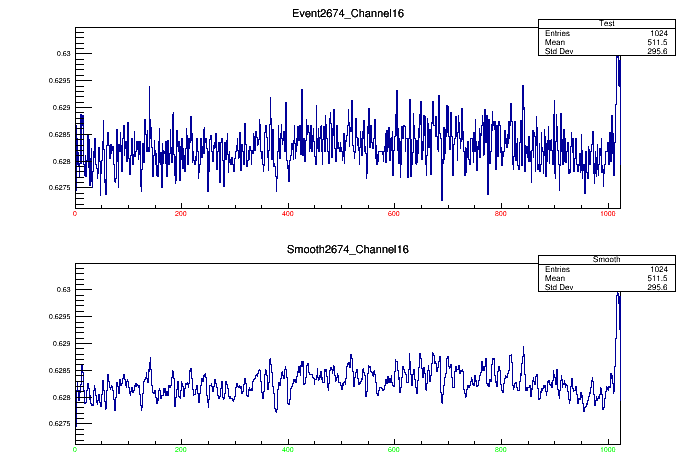 Event2674_Channel16
Test
Entries 1024
Mean 511.5
Std Dev 295.6
0.63
0.6295
0.629
0.6285
0.628
0.6275
0 200 400 600 800 1000
Smooth2674_Channel16
Smooth
Entries 1024
Mean 511.5
Std Dev 295.6
0.63
0.6295
0.629
0.6285
0.628
0.6275
0 200 400 600 800 1000